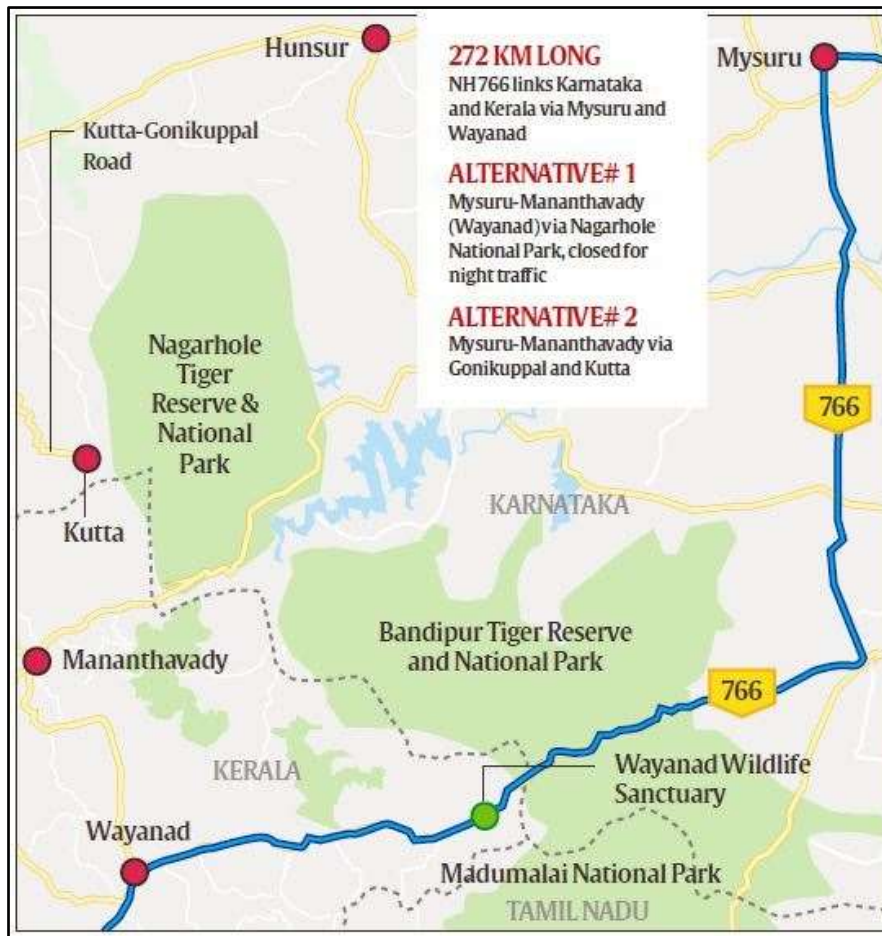 Hunsur
272 KM LONG
NH 766 links Karnataka
and Kerala via Mysuru and
Wayanad
ALTERNATIVE# 1
Mysuru-Mananthavady
(Wayanad) via Nagarhole
National Park, closed for
night traffic
ALTERNATIVE# 2
Mysuru-Mananthavady via
Gonikuppal and Kutta
Mysuru
Kutta-Gonikuppal
Road
Nagarhole
Tiger
Reserve &
National
Park
766
KARNATAKA
Kutta
Bandipur Tiger Reserve
and National Park
Mananthavady
766
KERALA
Wayanad Wildlife
Sanctuary
Wayanad
Madumalai National Park
TAMIL NADU